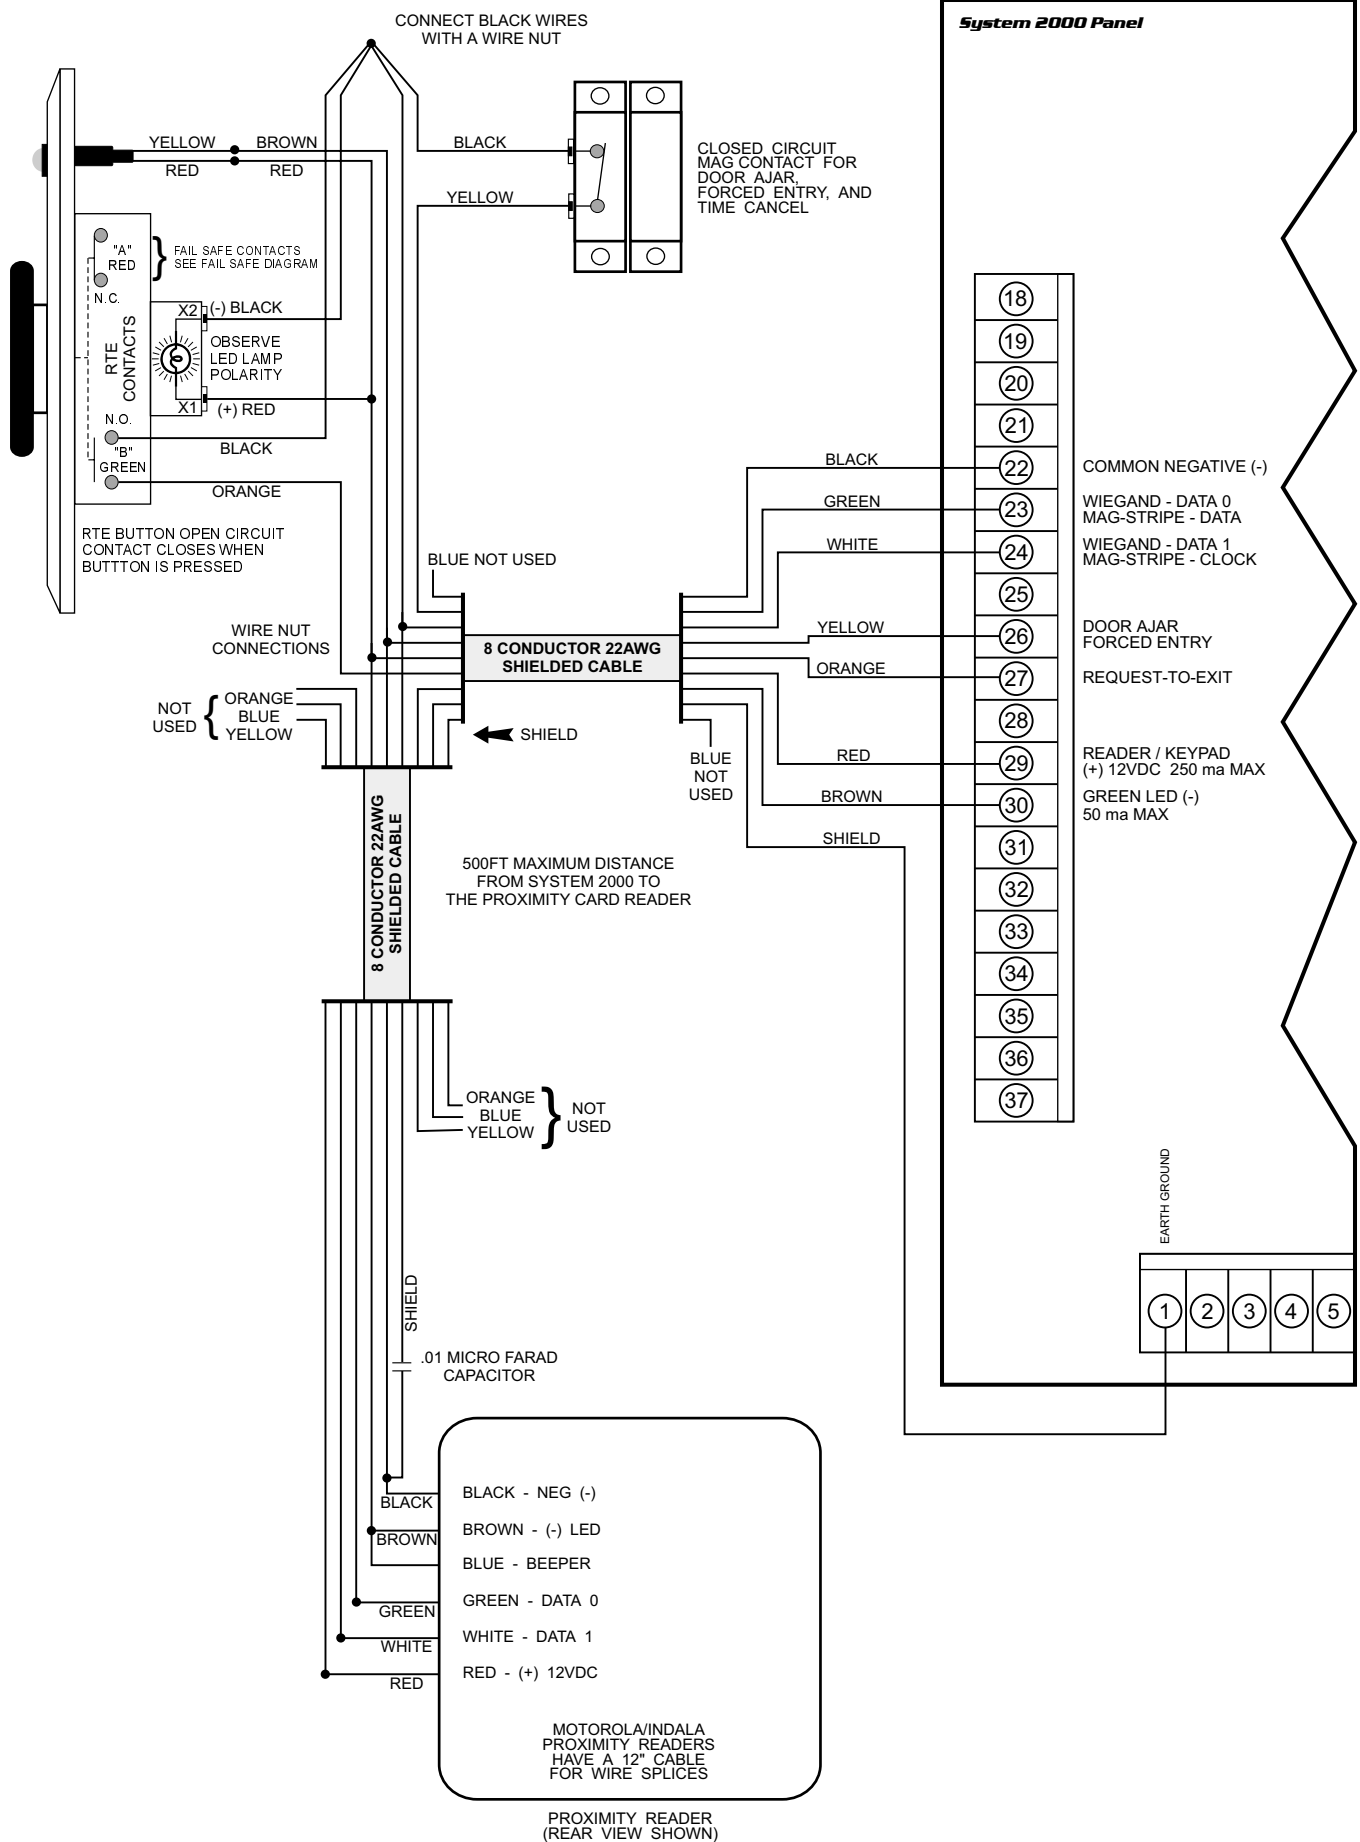 CONNECT BLACK WIRES
WITH A WIRE NUT
System 2000 Panel
YELLOW
BROWN
RED
RED
BLACK
YELLOW
CLOSED CIRCUIT
MAG CONTACT FOR
DOOR AJAR,
FORCED ENTRY, AND
TIME CANCEL
"A"
RED
N.C.
FAIL SAFE CONTACTS
SEE FAIL SAFE DIAGRAM
RTE
CONTACTS
X2
(-) BLACK
OBSERVE
LED LAMP
POLARITY
X1
(+) RED
N.O.
"B"
GREEN
BLACK
ORANGE
RTE BUTTON OPEN CIRCUIT
CONTACT CLOSES WHEN
BUTTTON IS PRESSED
18
19
20
21
22
23
24
25
26
27
28
29
30
31
32
33
34
35
36
37
BLACK
COMMON NEGATIVE (-)
GREEN
WIEGAND - DATA 0
MAG-STRIPE - DATA
WHITE
WIEGAND - DATA 1
MAG-STRIPE - CLOCK
YELLOW
DOOR AJAR
FORCED ENTRY
ORANGE
REQUEST-TO-EXIT
RED
READER / KEYPAD
(+) 12VDC 250 ma MAX
BROWN
GREEN LED (-)
50 ma MAX
SHIELD
BLUE NOT USED
WIRE NUT
CONNECTIONS
8 CONDUCTOR 22AWG
SHIELDED CABLE
NOT
USED
ORANGE
BLUE
YELLOW
SHIELD
BLUE
NOT
USED
8 CONDUCTOR 22AWG
SHIELDED CABLE
500FT MAXIMUM DISTANCE
FROM SYSTEM 2000 TO
THE PROXIMITY CARD READER
ORANGE
BLUE
YELLOW
NOT
USED
EARTH GROUND
1
2
3
4
5
SHIELD
.01 MICRO FARAD
CAPACITOR
BLACK
BLACK - NEG (-)
BROWN
BROWN - (-) LED
BLUE - BEEPER
GREEN
GREEN - DATA 0
WHITE
WHITE - DATA 1
RED
RED - (+) 12VDC
MOTOROLA/INDALA
PROXIMITY READERS
HAVE A 12" CABLE
FOR WIRE SPLICES
PROXIMITY READER
(REAR VIEW SHOWN)